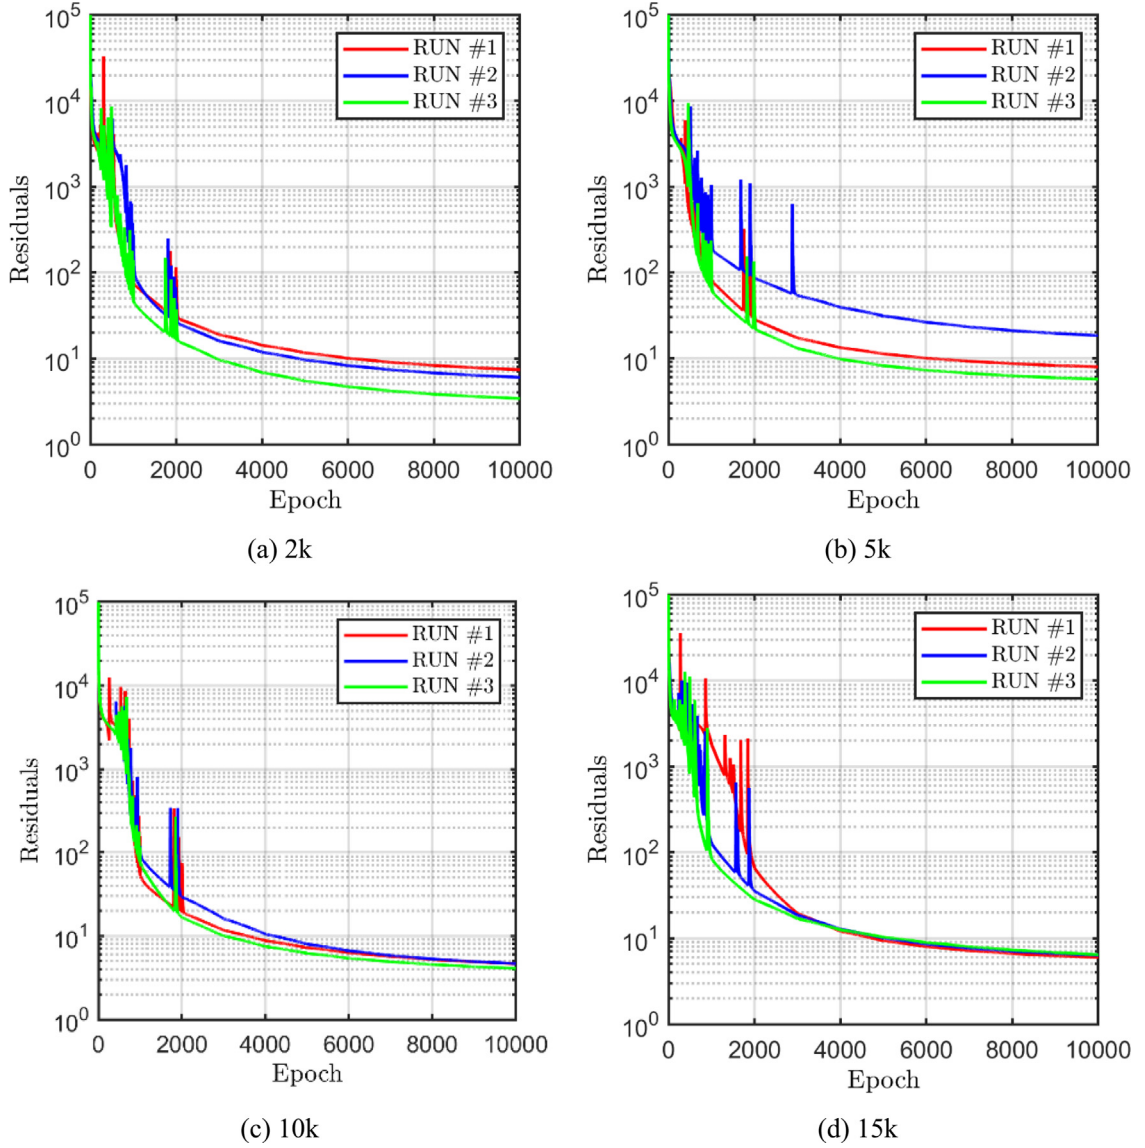 10^5
10^4
10^3
10^2
10^1
10^0
Residuals
RUN #1
RUN #2
RUN #3
0 2000 4000 6000 8000 10000
Epoch
(a) 2k
10^5
10^4
10^3
10^2
10^1
10^0
Residuals
RUN #1
RUN #2
RUN #3
0 2000 4000 6000 8000 10000
Epoch
(b) 5k
10^5
10^4
10^3
10^2
10^1
10^0
Residuals
RUN #1
RUN #2
RUN #3
0 2000 4000 6000 8000 10000
Epoch
(c) 10k
10^5
10^4
10^3
10^2
10^1
10^0
Residuals
RUN #1
RUN #2
RUN #3
0 2000 4000 6000 8000 10000
Epoch
(d) 15k